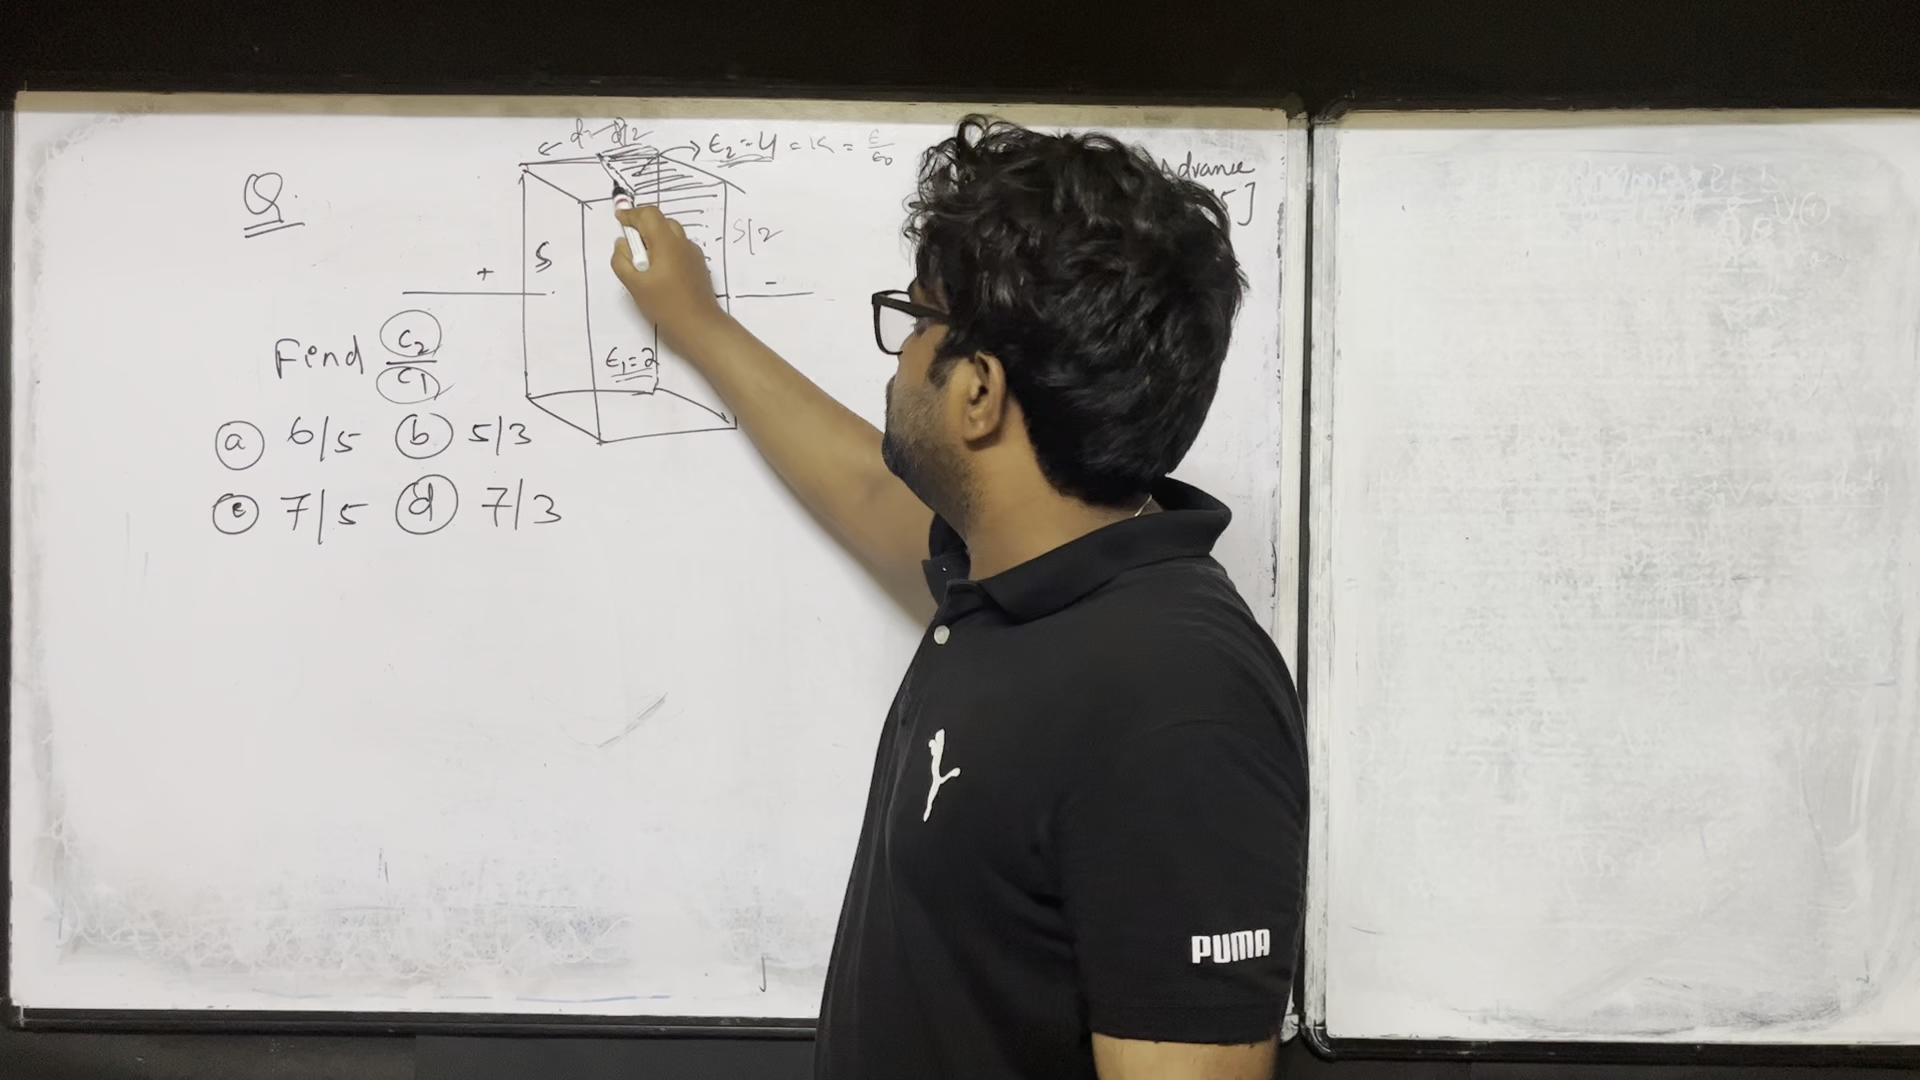 Q.
d/2
ε2=4 = K = ε/ε0
Advance
5]
S
S/2
+
-
Find C2/C1
ε1=2
a 6/5 b 5/3
c 7/5 d 7/3
PUMA